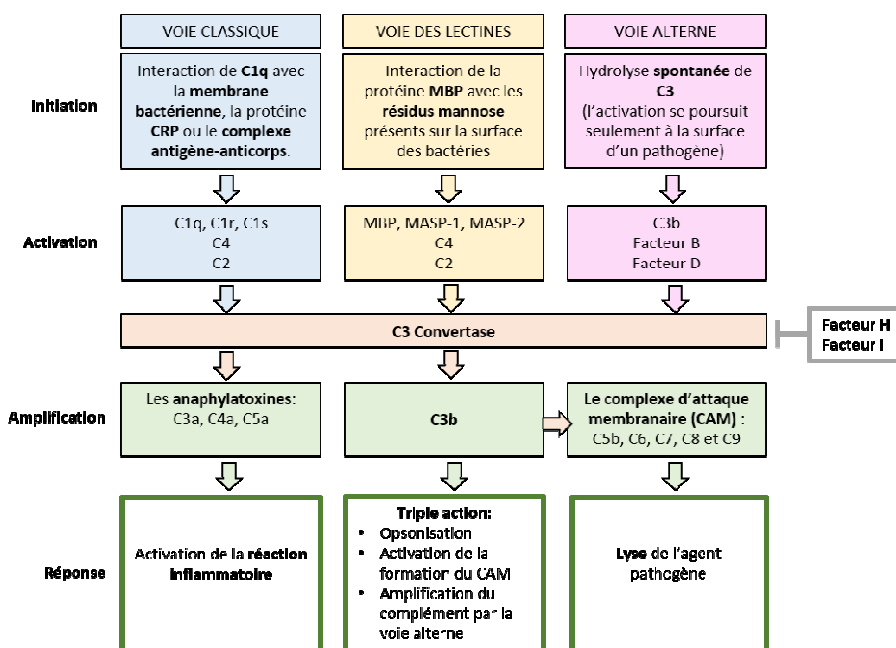 VOIE CLASSIQUE
VOIE DES LECTINES
VOIE ALTERNE
Initiation
Interaction de C1q avec
la membrane
bactérienne, la protéine
CRP ou le complexe
antigène-anticorps.
Interaction de la
protéine MBP avec les
résidus mannose
présents sur la surface
des bactéries
Hydrolyse spontanée de
C3
(l'activation se poursuit
seulement à la surface
d'un pathogène)
Activation
C1q, C1r, C1s
C4
C2
MBP, MASP-1, MASP-2
C4
C2
C3b
Facteur B
Facteur D
C3 Convertase
Facteur H
Facteur I
Amplification
Les anaphylatoxines:
C3a, C4a, C5a
C3b
Le complexe d'attaque
membranaire (CAM) :
C5b, C6, C7, C8 et C9
Réponse
Activation de la réaction
inflammatoire
Triple action:
• Opsonisation
• Activation de la
formation du CAM
• Amplification du
complément par la
voie alterne
Lyse de l'agent
pathogène